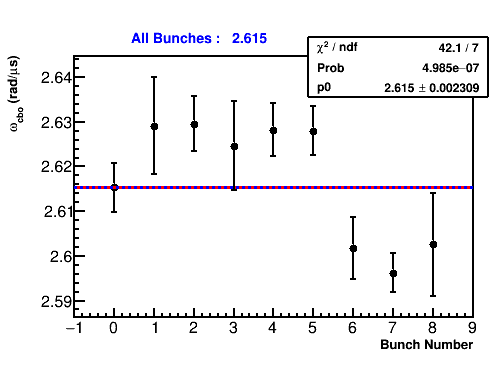 All Bunches : 2.615
χ² / ndf 42.1 / 7
Prob 4.985e−07
p0 2.615 ± 0.002309
ω_cbo (rad/μs)
2.64
2.63
2.62
2.61
2.6
2.59
−1 0 1 2 3 4 5 6 7 8 9
Bunch Number